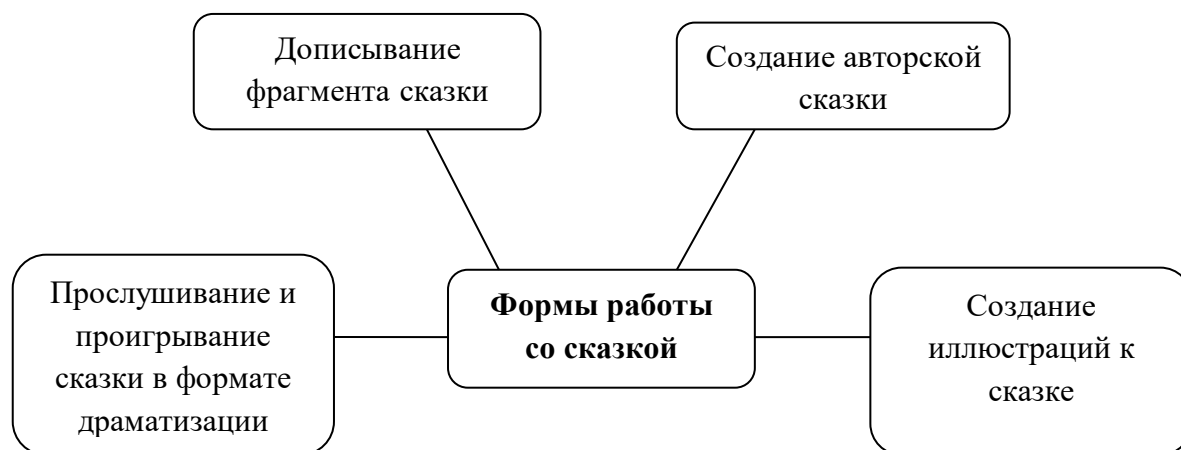 Дописывание
фрагмента сказки
Создание авторской
сказки
Прослушивание и
проигрывание
сказки в формате
драматизации
Формы работы
со сказкой
Создание
иллюстраций к
сказке